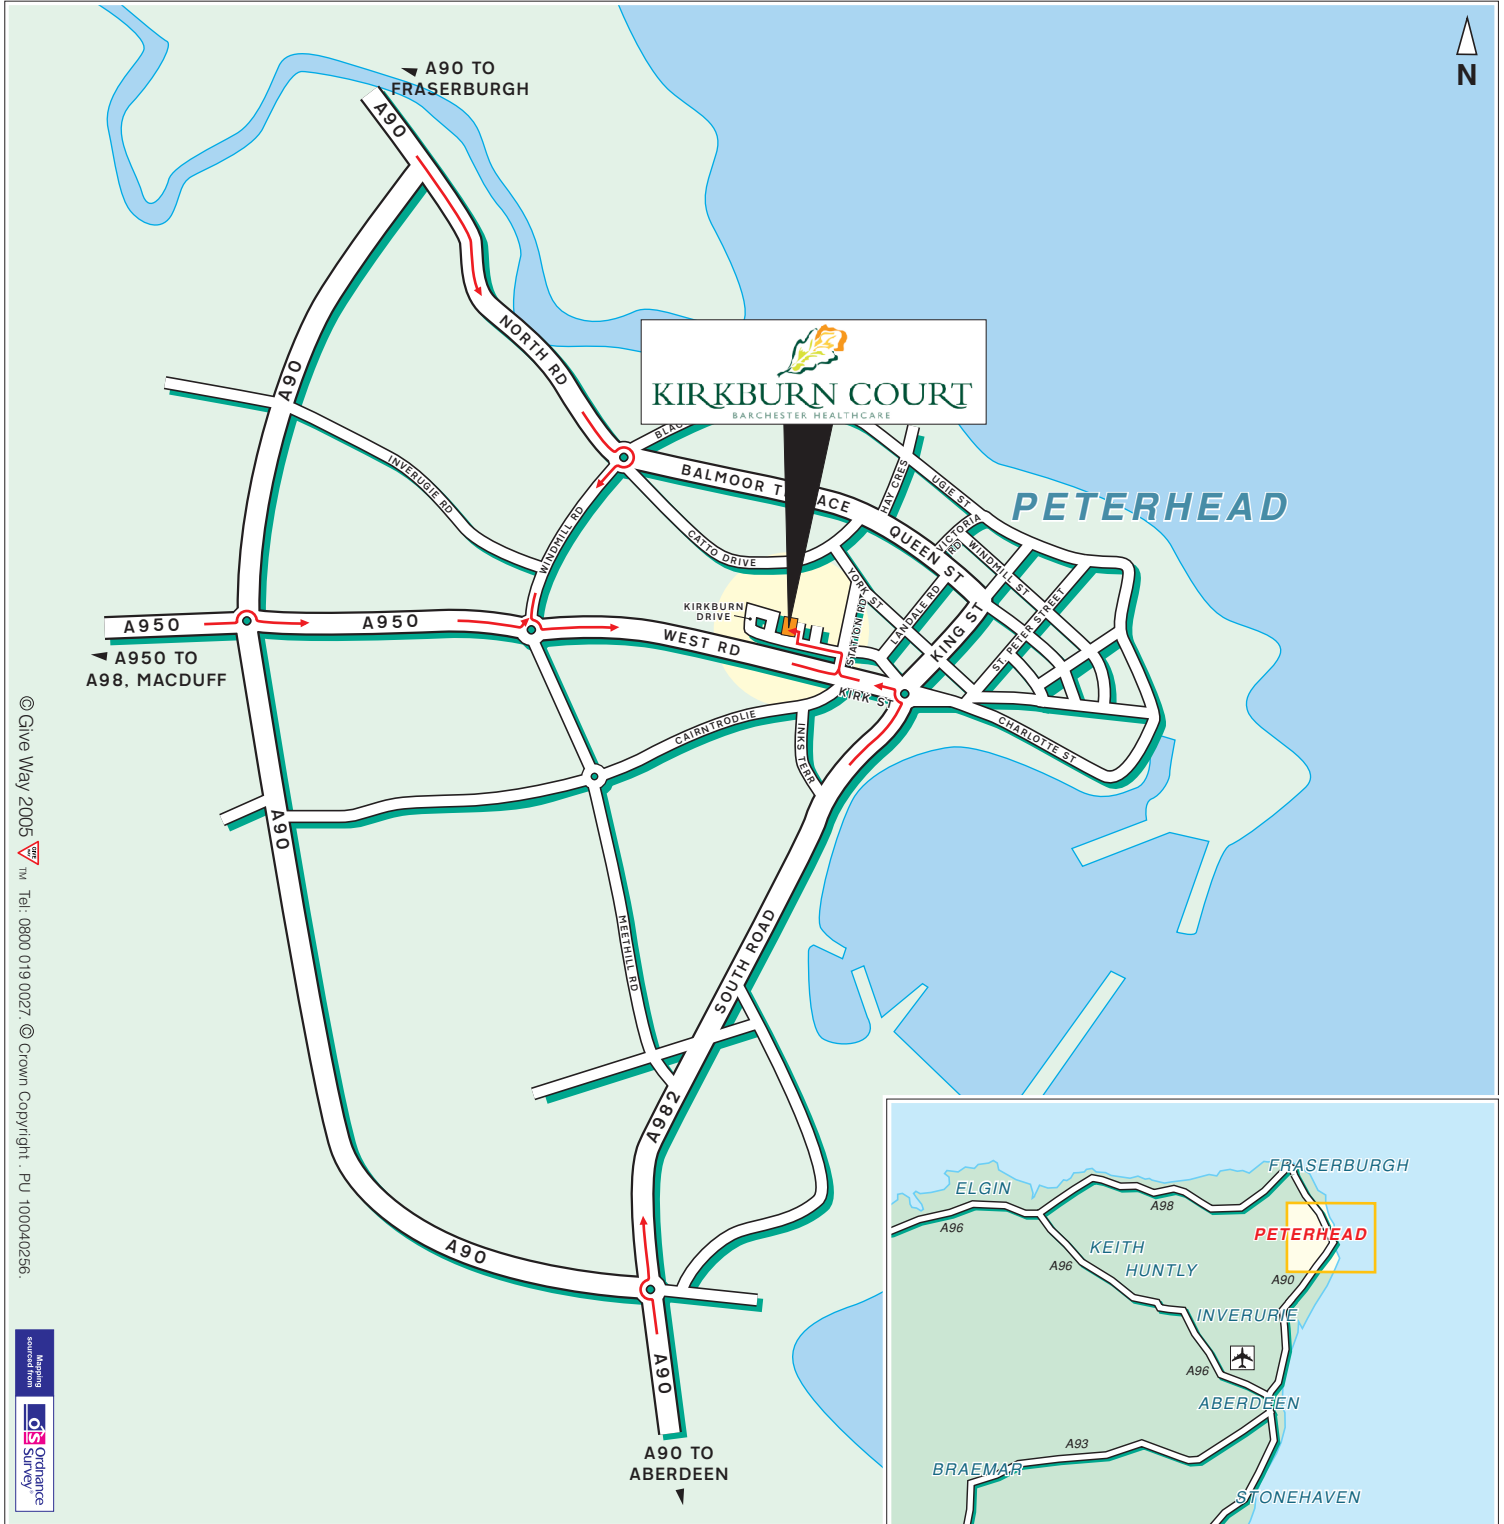 A90 TO
FRASERBURGH
N
A90
NORTH RD
KIRKBURN COURT
BARCHESTER HEALTHCARE
A90
INVERUGIE RD
WINDMILL RD
BALMOOR
CATTO DRIVE
HAY CRES
UGIE ST
PETERHEAD
VICTORIA
RD
WINDMILL ST
QUEEN ST
YORK ST
STATION RD
LANDALE RD
KING ST
ST. PETER STREET
KIRKBURN
DRIVE
A950
A950
WEST RD
A950 TO
A98, MACDUFF
KIRK ST
CAIRNTRODLIE
INKS TERR
CHARLOTTE ST
A90
MEETHILL RD
SOUTH ROAD
A982
A90
A90
A90 TO
ABERDEEN
© Give Way 2005 GIVE WAY ™ Tel: 0800 019 0027. © Crown Copyright . PU 100040256.
Mapping
sourced from
os Ordnance
Survey®
FRASERBURGH
ELGIN
A98
A96
PETERHEAD
KEITH
A96
HUNTLY
A90
INVERURIE
A96
ABERDEEN
A93
BRAEMAR
STONEHAVEN